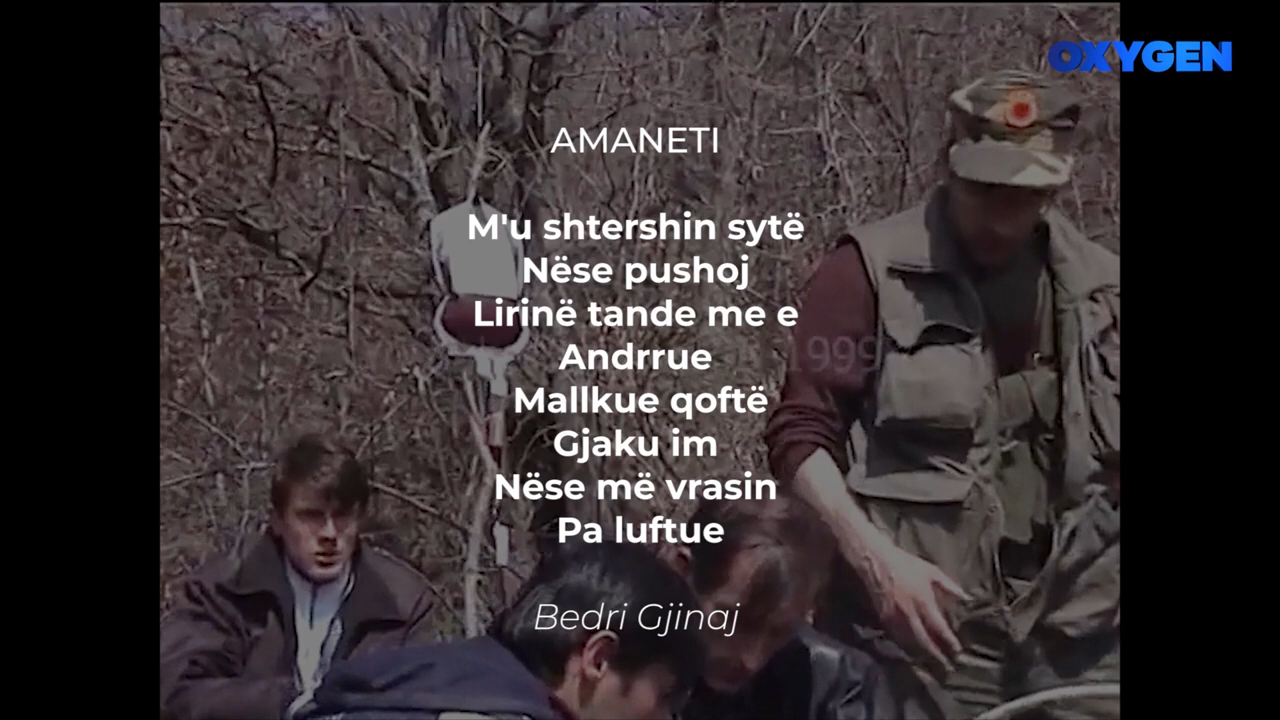 OXYGEN
AMANETI
M'u shtershin sytë
Nëse pushoj
Lirinë tande me e
Andrrue
1999
Mallkue qoftë
Gjaku im
Nëse më vrasin
Pa luftue
Bedri Gjinaj